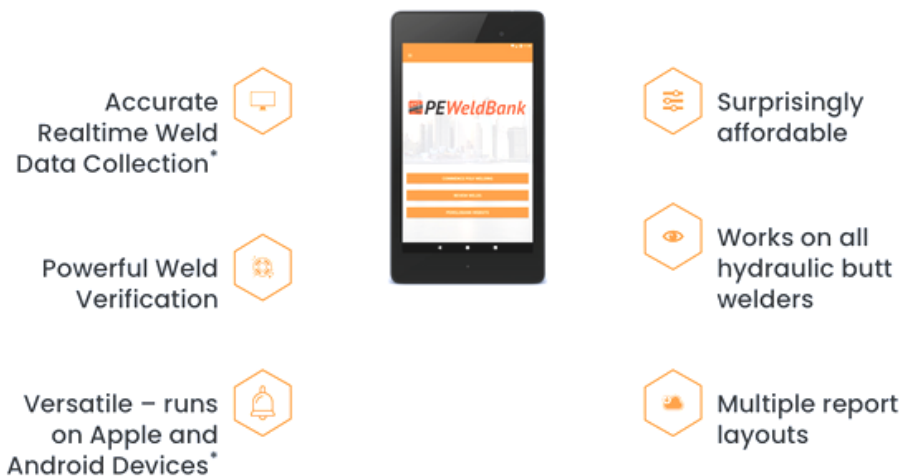 Accurate
Realtime Weld
Data Collection*
Powerful Weld
Verification
Versatile – runs
on Apple and
Android Devices*
PEWeldBank
Surprisingly
affordable
Works on all
hydraulic butt
welders
Multiple report
layouts